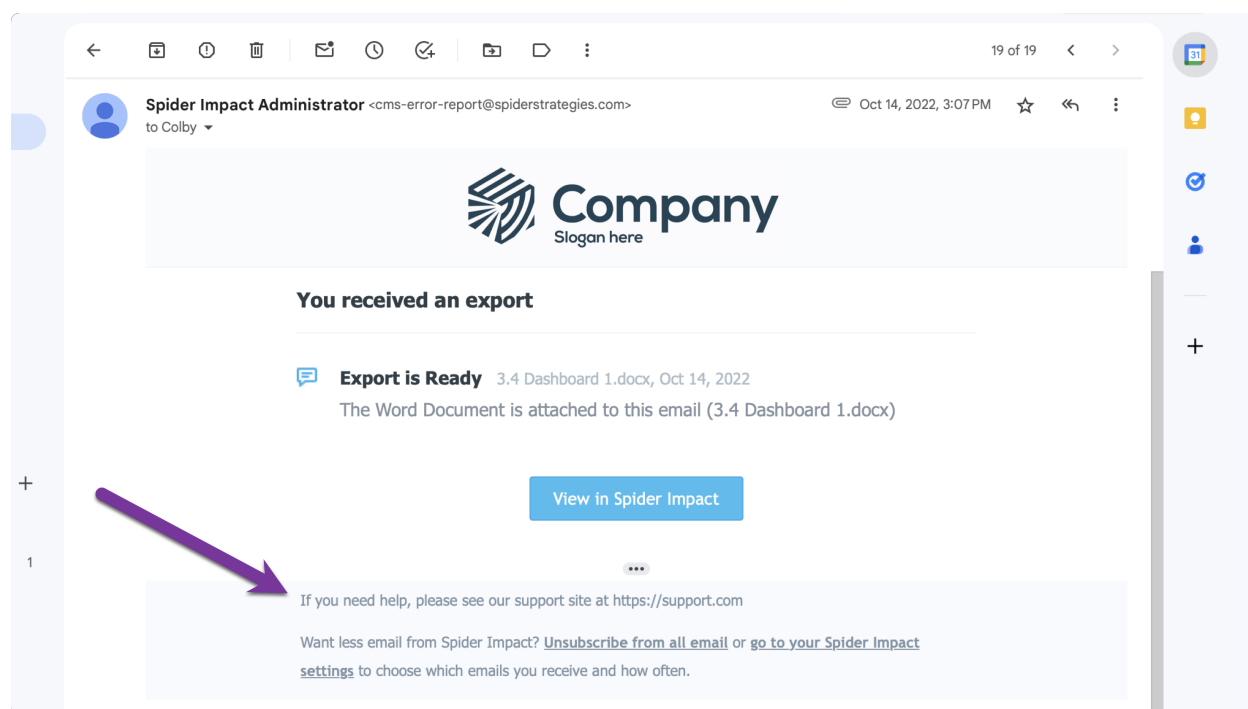 19 of 19
31
Spider Impact Administrator <cms-error-report@spiderstrategies.com>
Oct 14, 2022, 3:07 PM
to Colby
Company
Slogan here
You received an export
Export is Ready 3.4 Dashboard 1.docx, Oct 14, 2022
The Word Document is attached to this email (3.4 Dashboard 1.docx)
View in Spider Impact
1
If you need help, please see our support site at https://support.com
Want less email from Spider Impact? Unsubscribe from all email or go to your Spider Impact
settings to choose which emails you receive and how often.